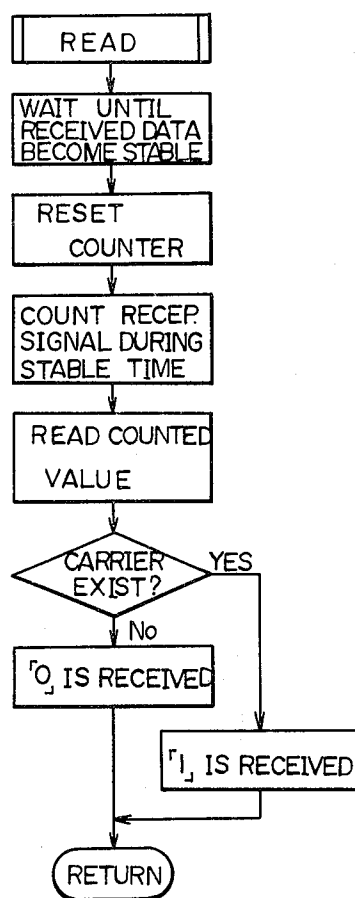 READ
WAIT UNTIL
RECEIVED DATA
BECOME STABLE
RESET
COUNTER
COUNT RECEP.
SIGNAL DURING
STABLE TIME
READ COUNTED
VALUE
CARRIER
EXIST?
YES
No
「0」 IS RECEIVED
「1」 IS RECEIVED
RETURN